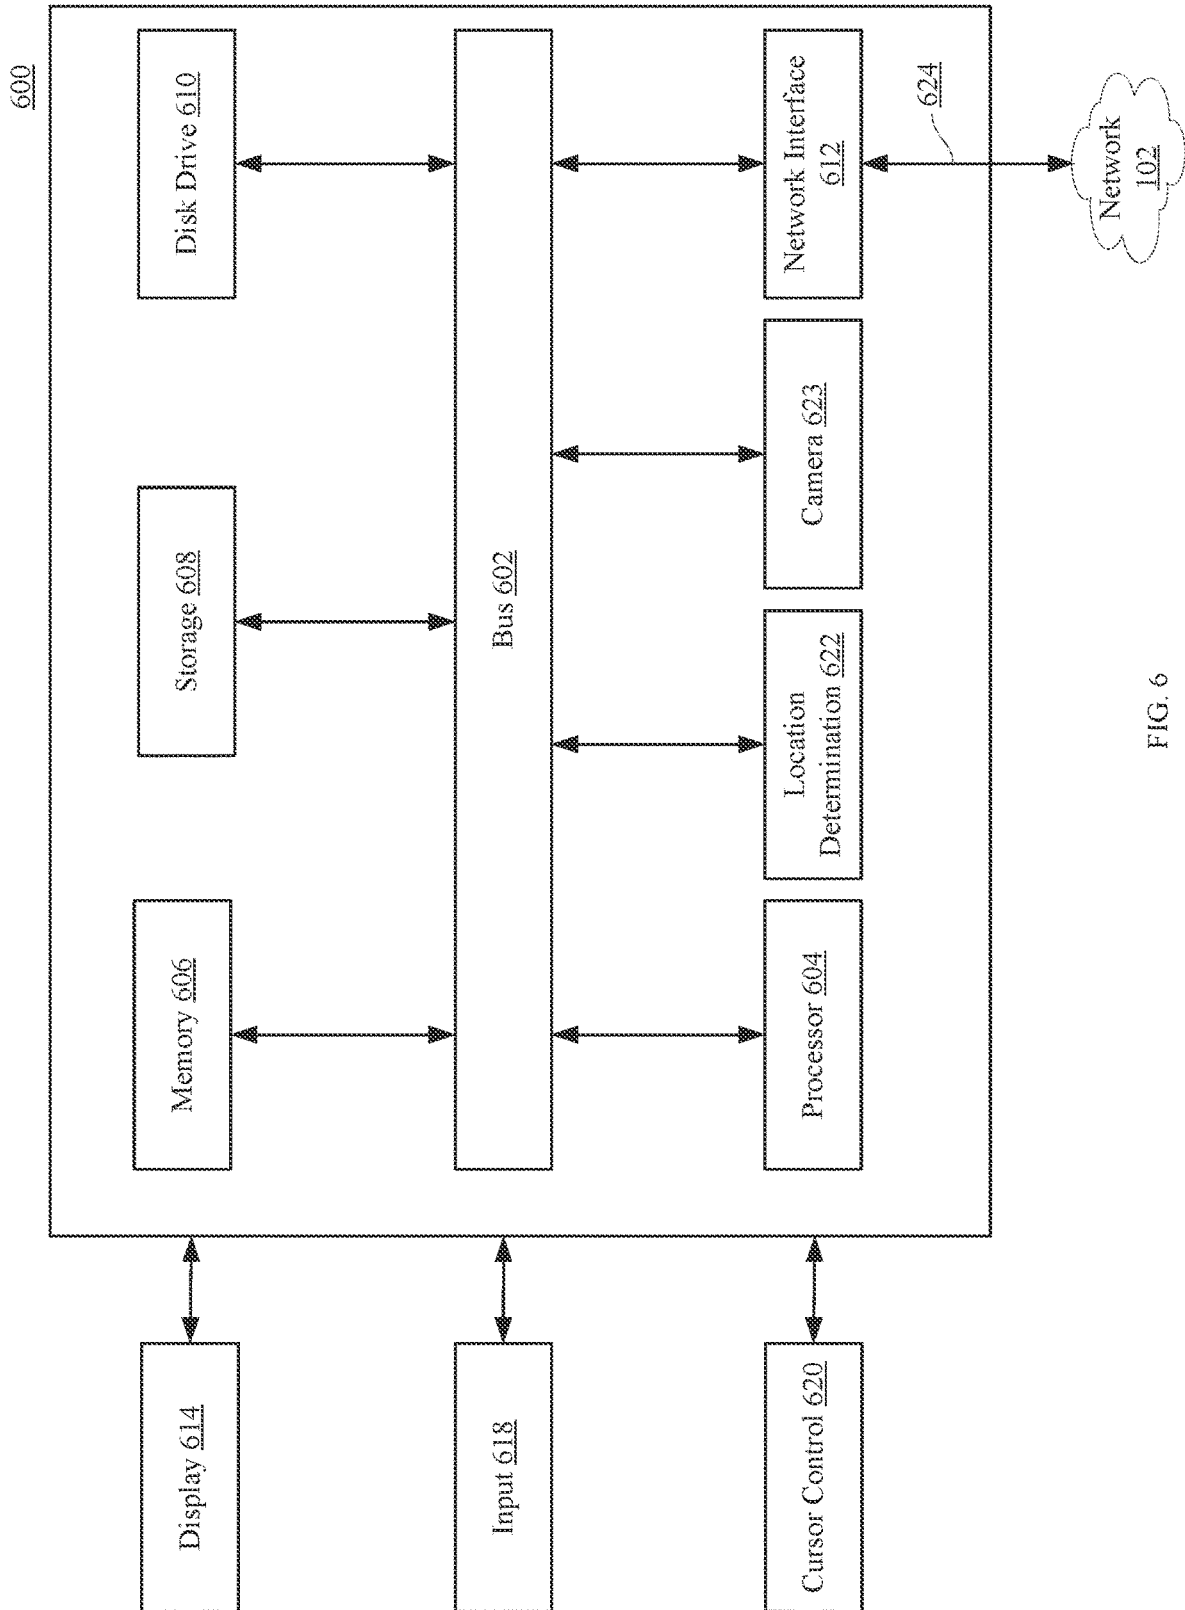 600
Display 614
Memory 606
Storage 608
Disk Drive 610
Input 618
Bus 602
Cursor Control 620
Processor 604
Location
Determination 622
Camera 623
Network Interface
612
624
Network
102
FIG. 6